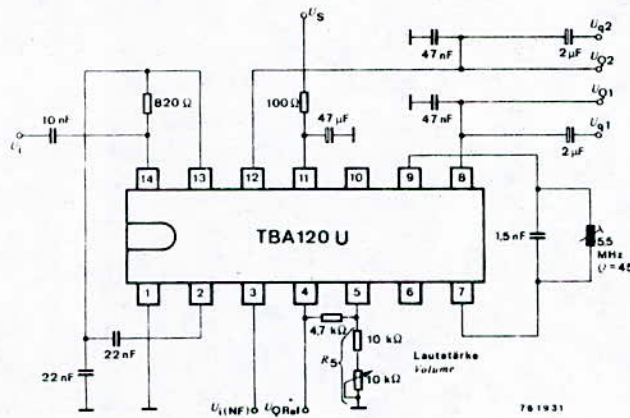 U_S
U_q2
47 nF
2 µF
U_Q2
820 Ω
100 Ω
U_Q1
10 nF
47 µF
47 nF
U_q1
U_i
2 µF
14 13 12 11 10 9 8
TBA120 U
1,5 nF
5,5
MHz
Q = 45
1 2 3 4 5 6 7
22 nF
4,7 kΩ
10 kΩ
R5
Lautstärke
Volume
22 nF
10 kΩ
U_i(NF)
U_QRef
761931